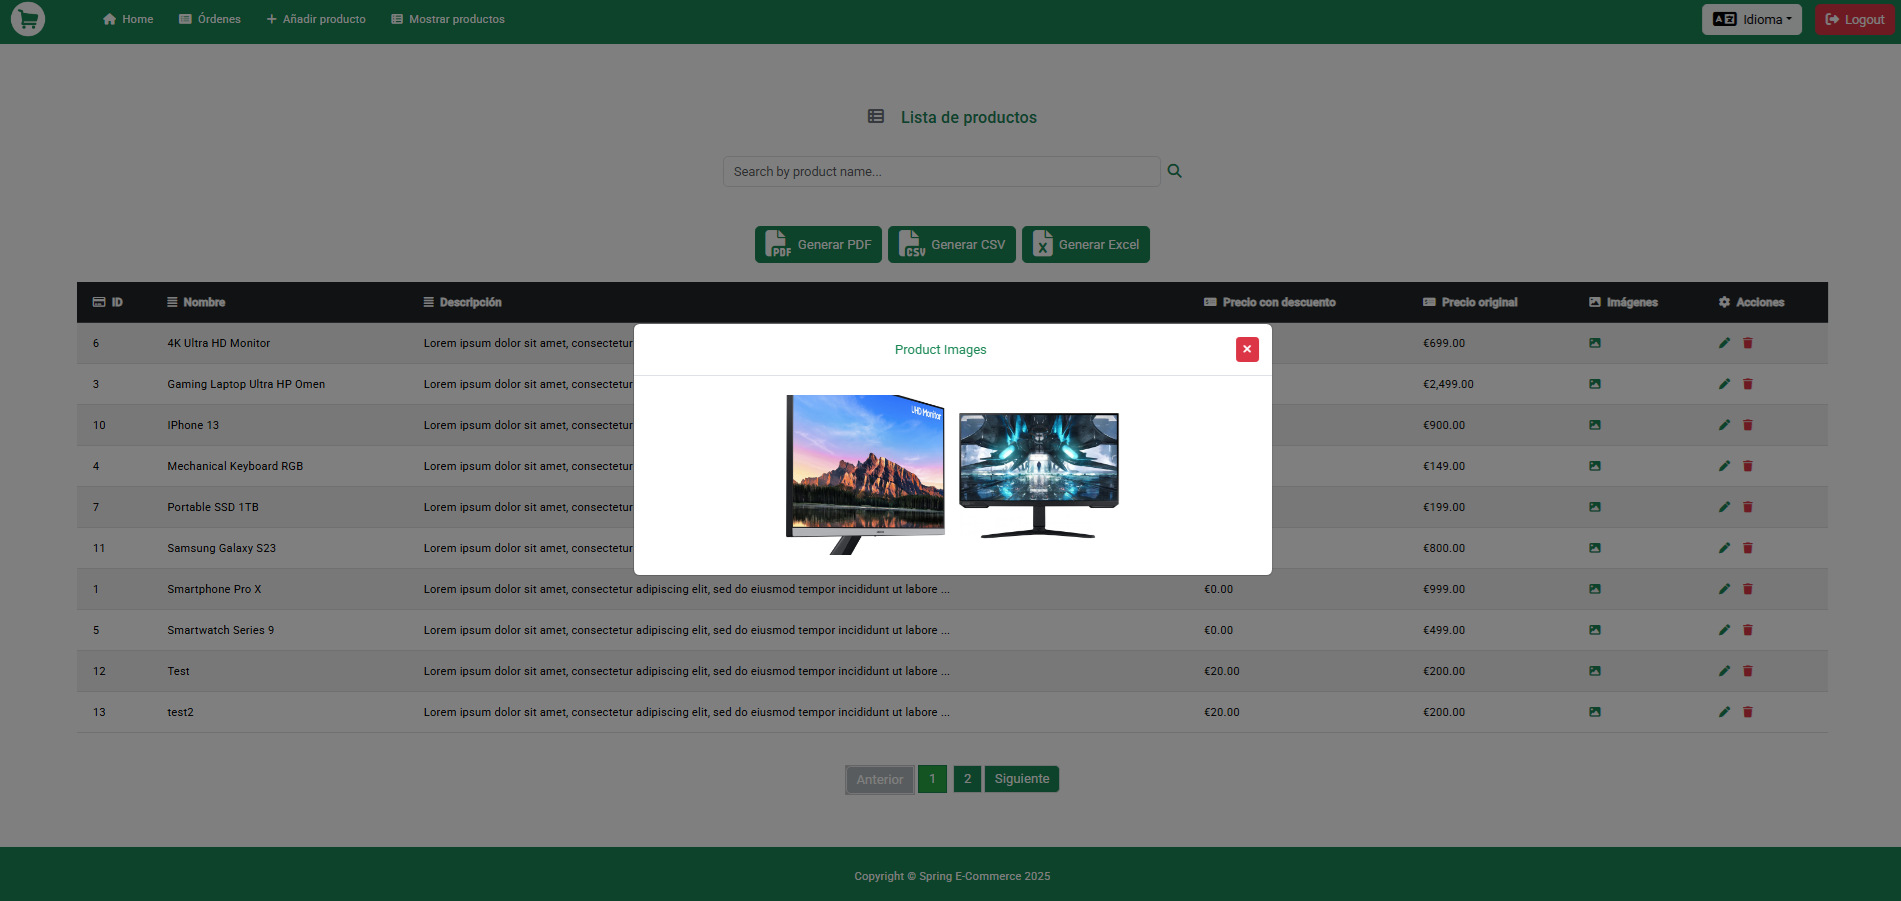 Home Órdenes Añadir producto Mostrar productos Idioma Logout
Lista de productos
Search by product name...
PDF Generar PDF CSV Generar CSV X Generar Excel
ID Nombre Descripción Precio con descuento Precio original Imágenes Acciones
Product Images
UHD Monitor
6 4K Ultra HD Monitor Lorem ipsum dolor sit amet, consectetur €699.00
3 Gaming Laptop Ultra HP Omen Lorem ipsum dolor sit amet, consectetur €2,499.00
10 IPhone 13 Lorem ipsum dolor sit amet, consectetur €900.00
4 Mechanical Keyboard RGB Lorem ipsum dolor sit amet, consectetur €149.00
7 Portable SSD 1TB Lorem ipsum dolor sit amet, consectetur €199.00
11 Samsung Galaxy S23 Lorem ipsum dolor sit amet, consectetur €800.00
1 Smartphone Pro X Lorem ipsum dolor sit amet, consectetur adipiscing elit, sed do eiusmod tempor incididunt ut labore ... €0.00 €999.00
5 Smartwatch Series 9 Lorem ipsum dolor sit amet, consectetur adipiscing elit, sed do eiusmod tempor incididunt ut labore ... €0.00 €499.00
12 Test Lorem ipsum dolor sit amet, consectetur adipiscing elit, sed do eiusmod tempor incididunt ut labore ... €20.00 €200.00
13 test2 Lorem ipsum dolor sit amet, consectetur adipiscing elit, sed do eiusmod tempor incididunt ut labore ... €20.00 €200.00
Anterior 1 2 Siguiente
Copyright © Spring E-Commerce 2025